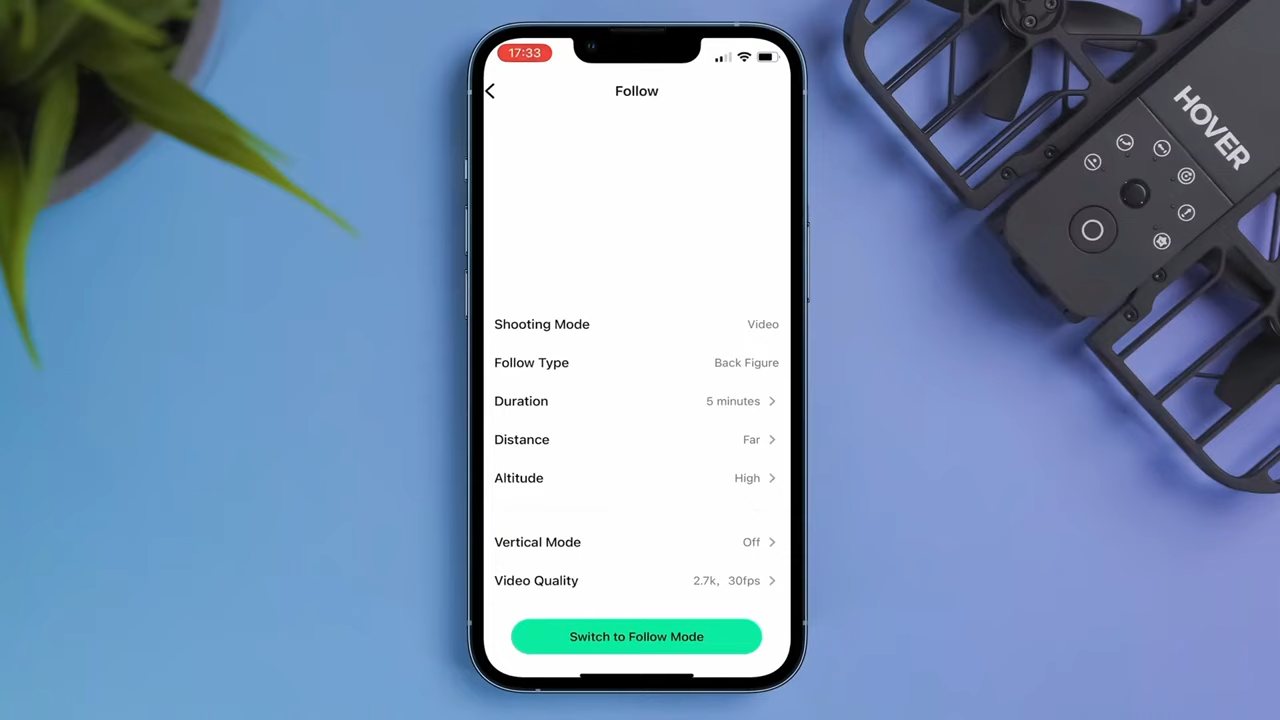 17:33
Follow
Shooting Mode Video
Follow Type Back Figure
Duration 5 minutes
Distance Far
Altitude High
Vertical Mode Off
Video Quality 2.7k, 30fps
Switch to Follow Mode
HOVER